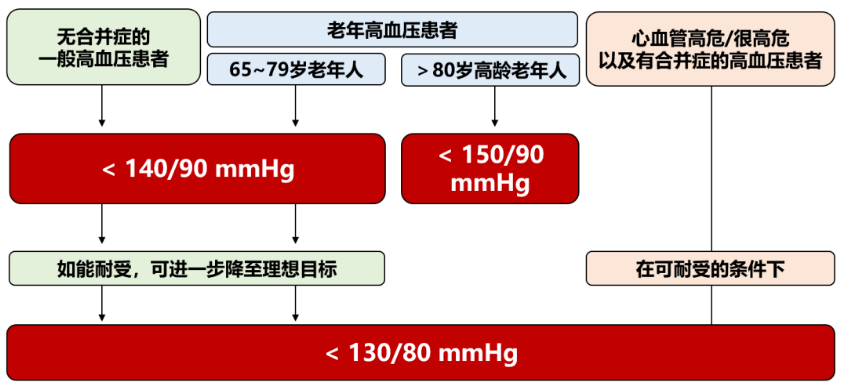 无合并症的
一般高血压患者
老年高血压患者
65~79岁老年人
＞80岁高龄老年人
心血管高危/很高危
以及有合并症的高血压患者
< 140/90 mmHg
< 150/90
mmHg
如能耐受，可进一步降至理想目标
在可耐受的条件下
< 130/80 mmHg